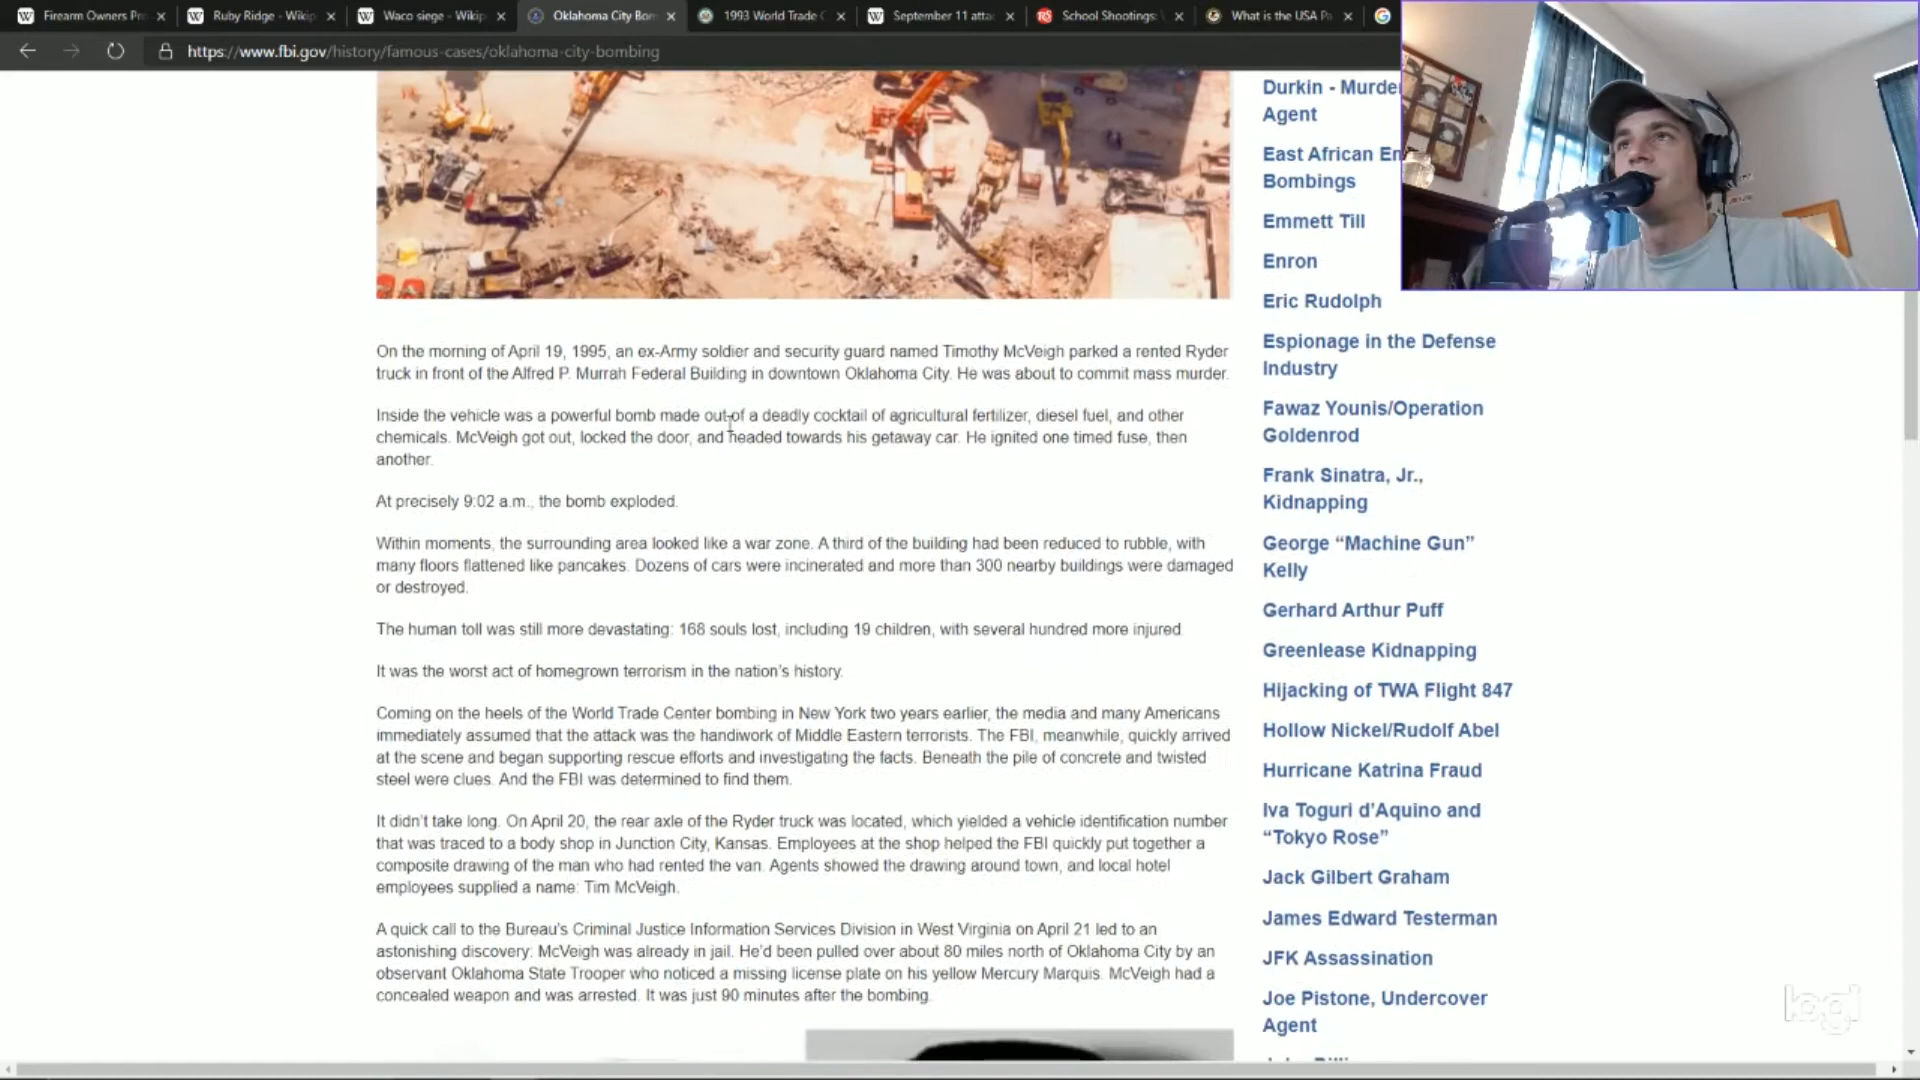 Firearm Owners Pr
Ruby Ridge - Wikip
Waco siege - Wikip
Oklahoma City Bom
1993 World Trade C
September 11 atta
School Shootings:
What is the USA Pa
https://www.fbi.gov/history/famous-cases/oklahoma-city-bombing
On the morning of April 19, 1995, an ex-Army soldier and security guard named Timothy McVeigh parked a rented Ryder
truck in front of the Alfred P. Murrah Federal Building in downtown Oklahoma City. He was about to commit mass murder.
Inside the vehicle was a powerful bomb made out of a deadly cocktail of agricultural fertilizer, diesel fuel, and other
chemicals. McVeigh got out, locked the door, and headed towards his getaway car. He ignited one timed fuse, then
another.
At precisely 9:02 a.m., the bomb exploded.
Within moments, the surrounding area looked like a war zone. A third of the building had been reduced to rubble, with
many floors flattened like pancakes. Dozens of cars were incinerated and more than 300 nearby buildings were damaged
or destroyed.
The human toll was still more devastating: 168 souls lost, including 19 children, with several hundred more injured.
It was the worst act of homegrown terrorism in the nation's history.
Coming on the heels of the World Trade Center bombing in New York two years earlier, the media and many Americans
immediately assumed that the attack was the handiwork of Middle Eastern terrorists. The FBI, meanwhile, quickly arrived
at the scene and began supporting rescue efforts and investigating the facts. Beneath the pile of concrete and twisted
steel were clues. And the FBI was determined to find them.
It didn't take long. On April 20, the rear axle of the Ryder truck was located, which yielded a vehicle identification number
that was traced to a body shop in Junction City, Kansas. Employees at the shop helped the FBI quickly put together a
composite drawing of the man who had rented the van. Agents showed the drawing around town, and local hotel
employees supplied a name: Tim McVeigh.
A quick call to the Bureau's Criminal Justice Information Services Division in West Virginia on April 21 led to an
astonishing discovery: McVeigh was already in jail. He'd been pulled over about 80 miles north of Oklahoma City by an
observant Oklahoma State Trooper who noticed a missing license plate on his yellow Mercury Marquis. McVeigh had a
concealed weapon and was arrested. It was just 90 minutes after the bombing.
Durkin - Murde
Agent
East African Em
Bombings
Emmett Till
Enron
Eric Rudolph
Espionage in the Defense
Industry
Fawaz Younis/Operation
Goldenrod
Frank Sinatra, Jr.,
Kidnapping
George “Machine Gun”
Kelly
Gerhard Arthur Puff
Greenlease Kidnapping
Hijacking of TWA Flight 847
Hollow Nickel/Rudolf Abel
Hurricane Katrina Fraud
Iva Toguri d’Aquino and
“Tokyo Rose”
Jack Gilbert Graham
James Edward Testerman
JFK Assassination
Joe Pistone, Undercover
Agent
logi